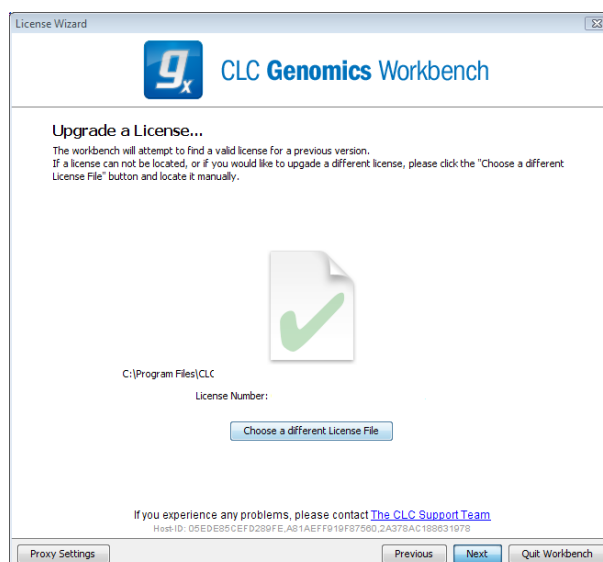 License Wizard
gx
CLC Genomics Workbench
Upgrade a License...
The workbench will attempt to find a valid license for a previous version.
If a license can not be located, or if you would like to upgade a different license, please click the "Choose a different
License File" button and locate it manually.
C:\Program Files\CLC
License Number:
Choose a different License File
If you experience any problems, please contact The CLC Support Team
Host-ID: 05EDE85CEFD289FE,A81AEFF919F87560,2A378AC188631978
Proxy Settings
Previous
Next
Quit Workbench